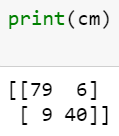 print(cm)
[[79  6]
 [ 9 40]]